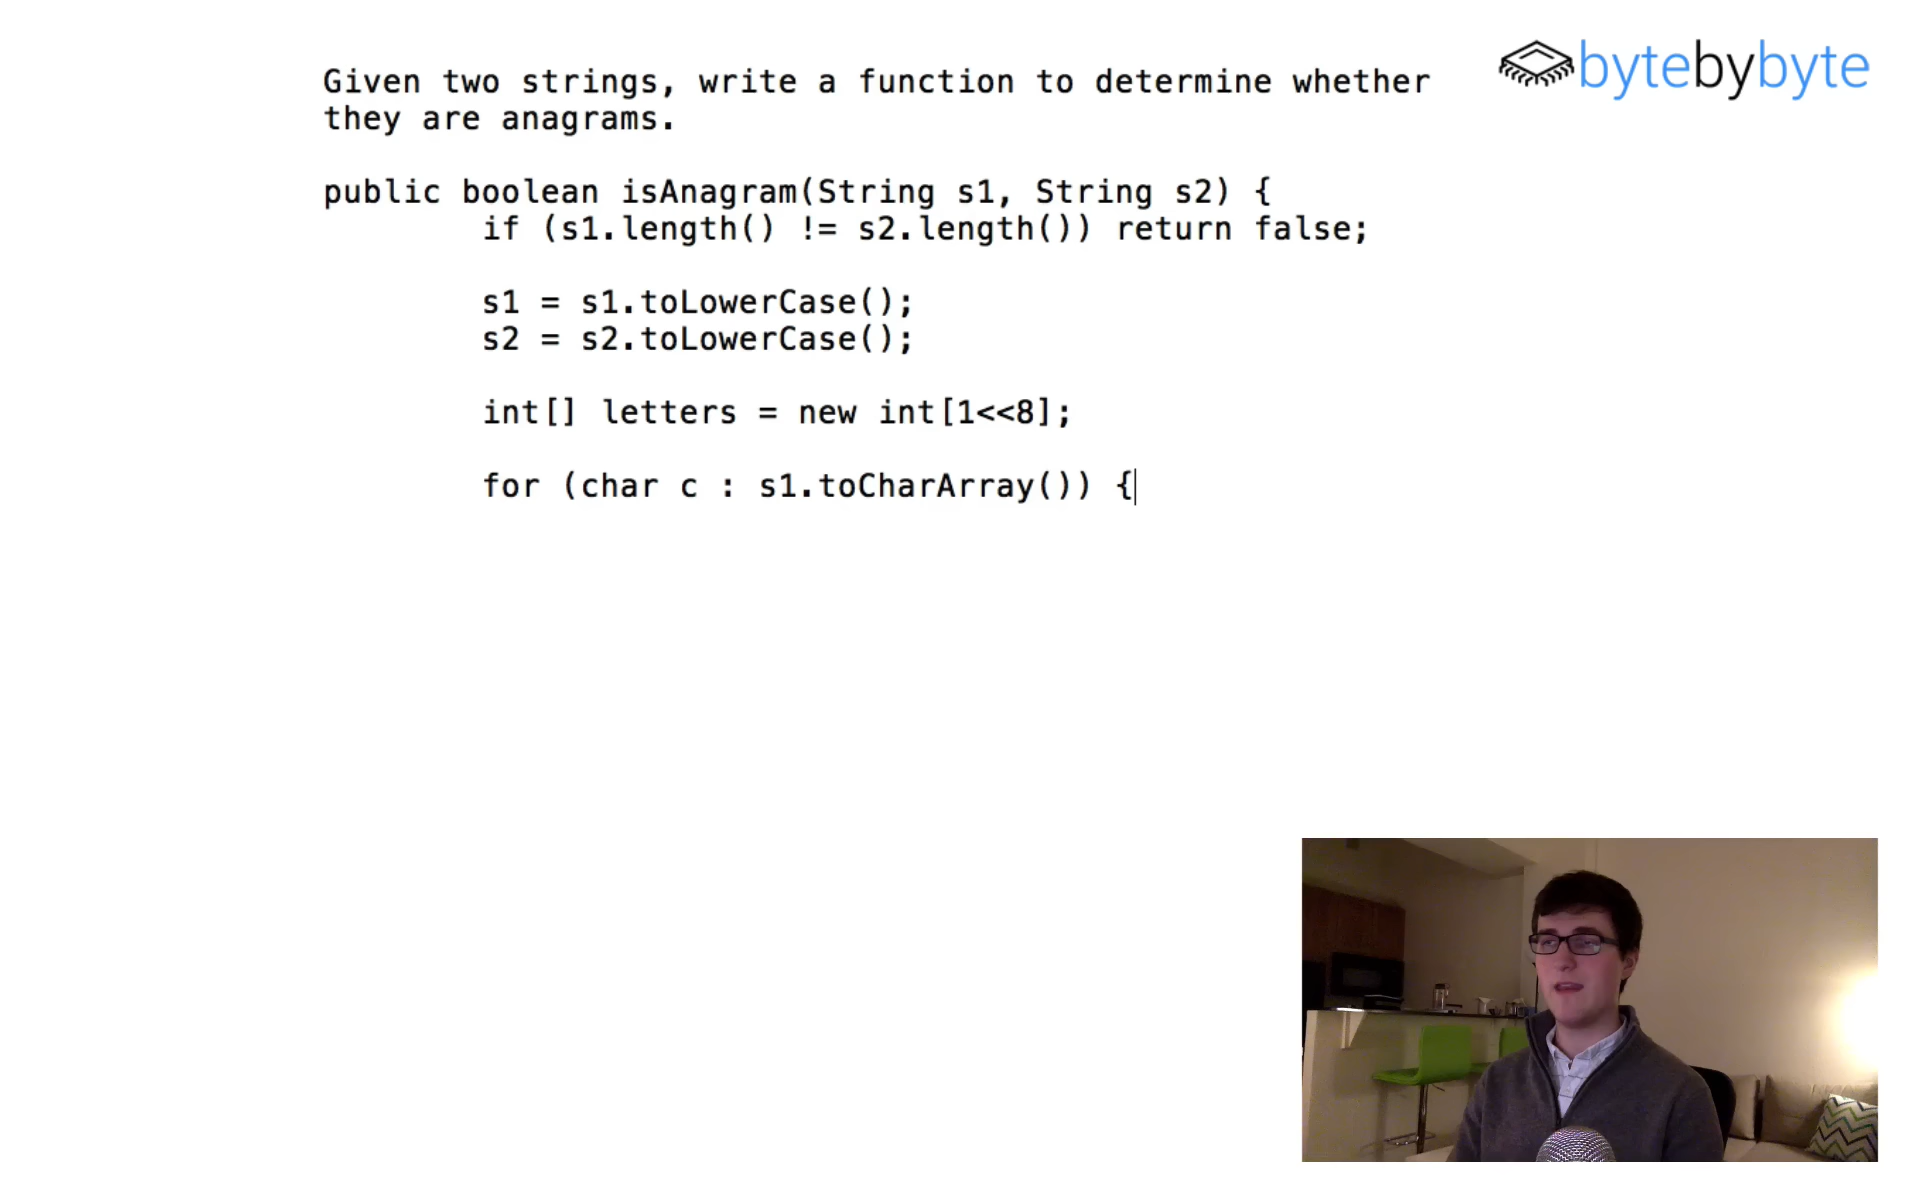 bytebybyte
Given two strings, write a function to determine whether
they are anagrams.
public boolean isAnagram(String s1, String s2) {
if (s1.length() != s2.length()) return false;
s1 = s1.toLowerCase();
s2 = s2.toLowerCase();
int[] letters = new int[1<<8];
for (char c : s1.toCharArray()) {